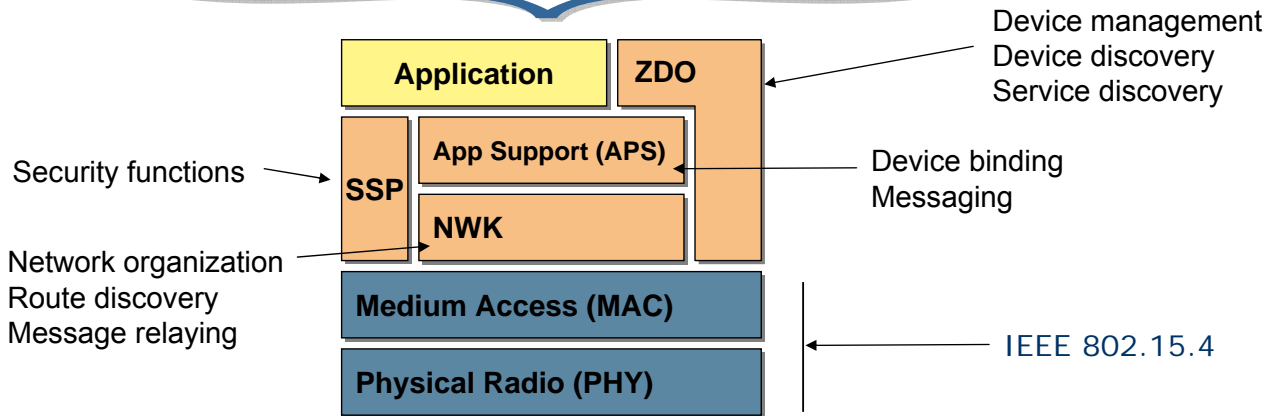 Device management
Device discovery
Service discovery
Application
ZDO
Security functions
SSP
App Support (APS)
Device binding
Messaging
NWK
Network organization
Route discovery
Message relaying
Medium Access (MAC)
IEEE 802.15.4
Physical Radio (PHY)